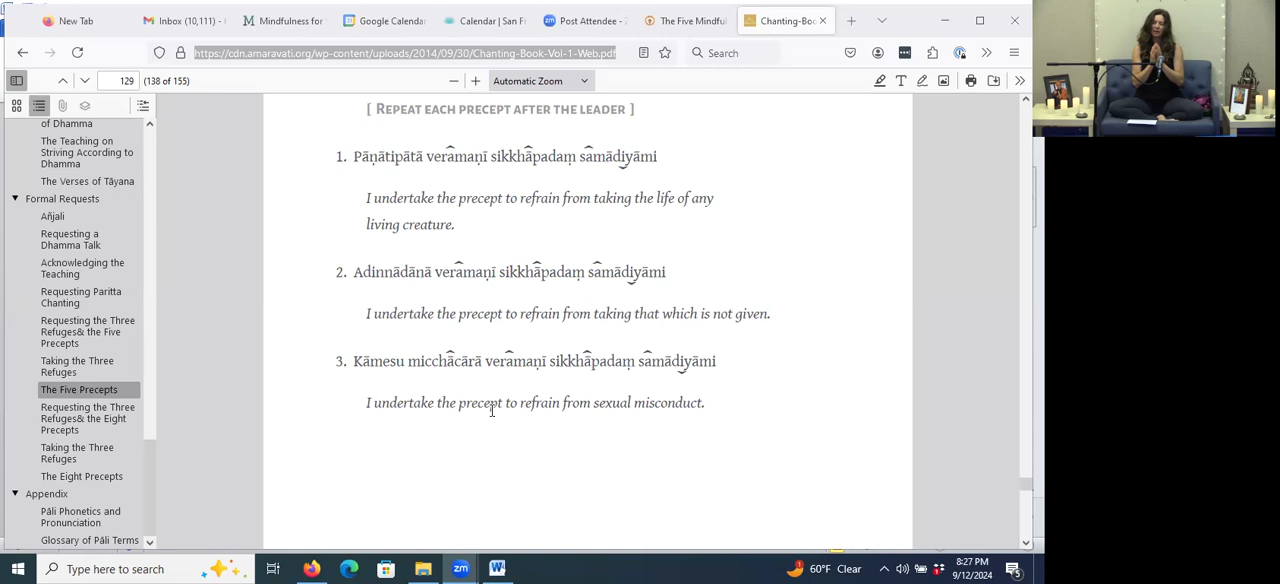 New Tab
Inbox (10,111)
Mindfulness for
Google Calendar
Calendar | San F
Post Attendee -
The Five Mindful
Chanting-Boo
https://cdn.amaravati.org/wp-content/uploads/2014/09/30/Chanting-Book-Vol-1-Web.pdf
Search
129 (138 of 155)
Automatic Zoom
of Dhamma
The Teaching on
Striving According to
Dhamma
The Verses of Tāyana
Formal Requests
Añjali
Requesting a
Dhamma Talk
Acknowledging the
Teaching
Requesting Paritta
Chanting
Requesting the Three
Refuges& the Five
Precepts
Taking the Three
Refuges
The Five Precepts
Requesting the Three
Refuges& the Eight
Precepts
Taking the Three
Refuges
The Eight Precepts
Appendix
Pāli Phonetics and
Pronunciation
Glossary of Pāli Terms
[ REPEAT EACH PRECEPT AFTER THE LEADER ]
1. Pāṇātipātā veramaṇī sikkhāpadaṃ samādiyāmi
I undertake the precept to refrain from taking the life of any
living creature.
2. Adinnādānā veramaṇī sikkhāpadaṃ samādiyāmi
I undertake the precept to refrain from taking that which is not given.
3. Kāmesu micchācārā veramaṇī sikkhāpadaṃ samādiyāmi
I undertake the precept to refrain from sexual misconduct.
Type here to search
60°F Clear
8:27 PM
9/12/2024
5